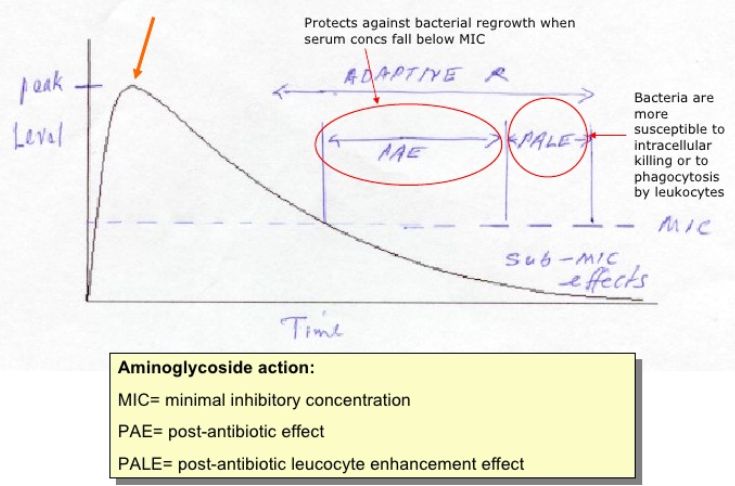 Protects against bacterial regrowth when
serum concs fall below MIC
ADAPTIVE R
peak
Level
PAE
PALE
Bacteria are
more
susceptible to
intracellular
killing or to
phagocytosis
by leukocytes
MIC
Sub-MIC
effects
Time
Aminoglycoside action:
MIC= minimal inhibitory concentration
PAE= post-antibiotic effect
PALE= post-antibiotic leucocyte enhancement effect